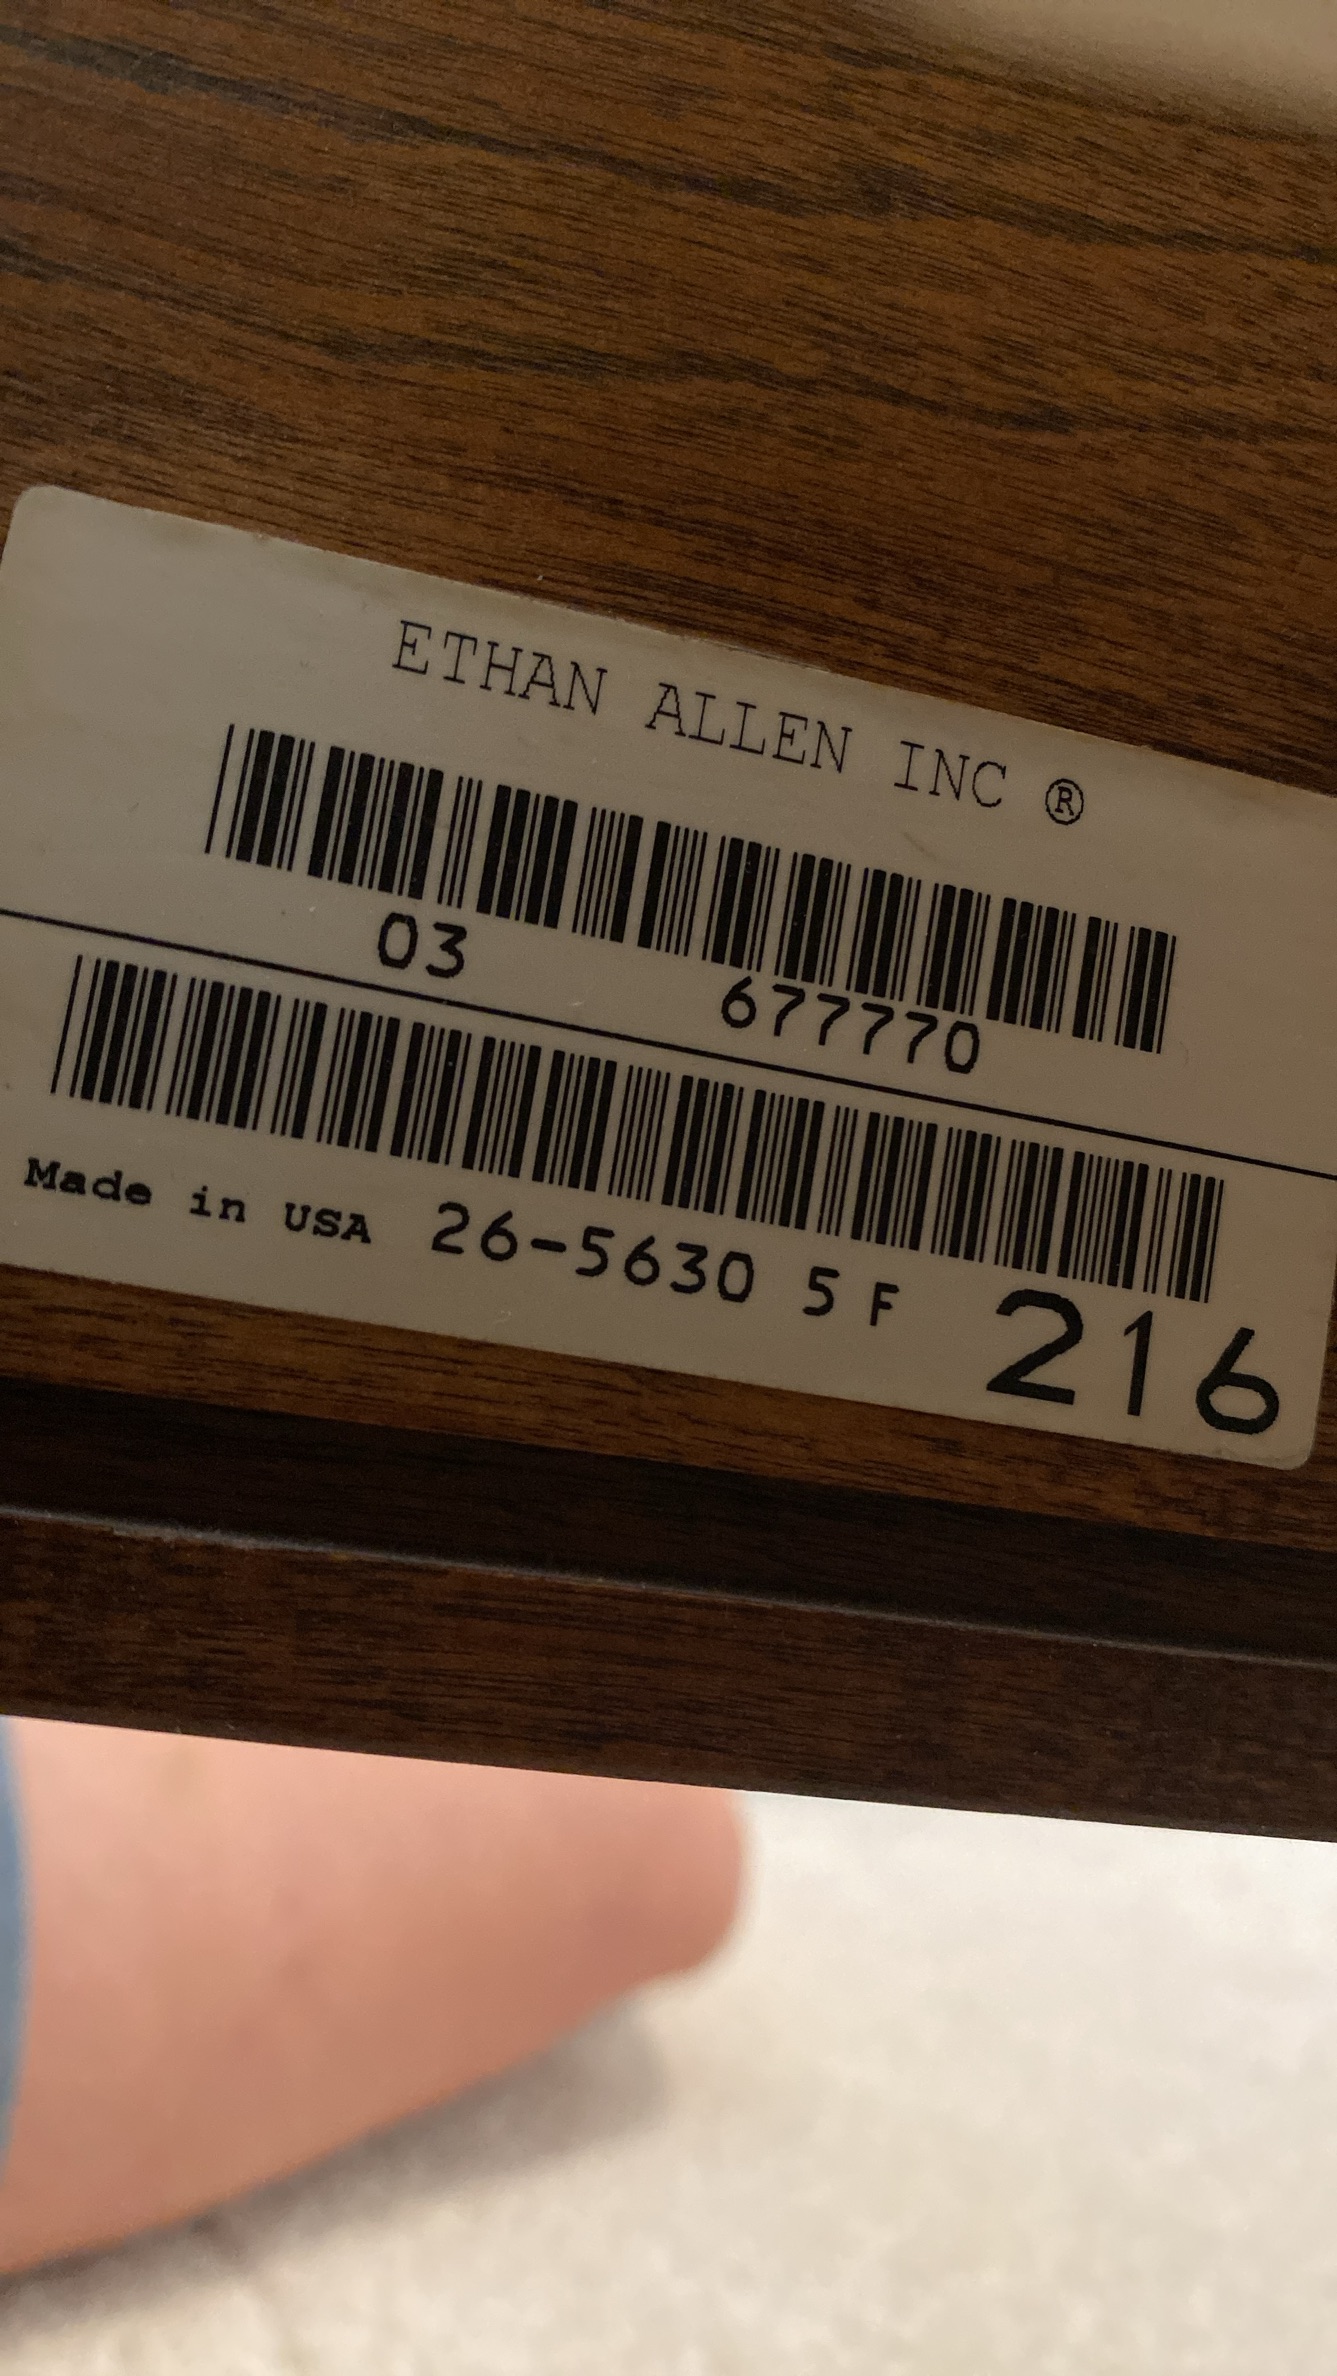 ETHAN ALLEN INC ®
03 677770
Made in USA 26-5630 5 F 216